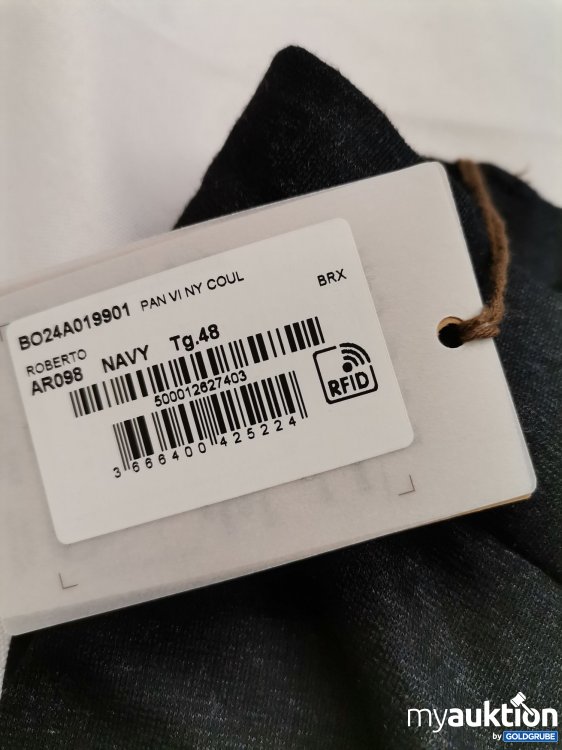 BO24A019901 PAN VI NY COUL BRX
ROBERTO
AR098 NAVY Tg.48
500012627403
RFID
3 666400 425224
myauktion
by GOLDGRUBE